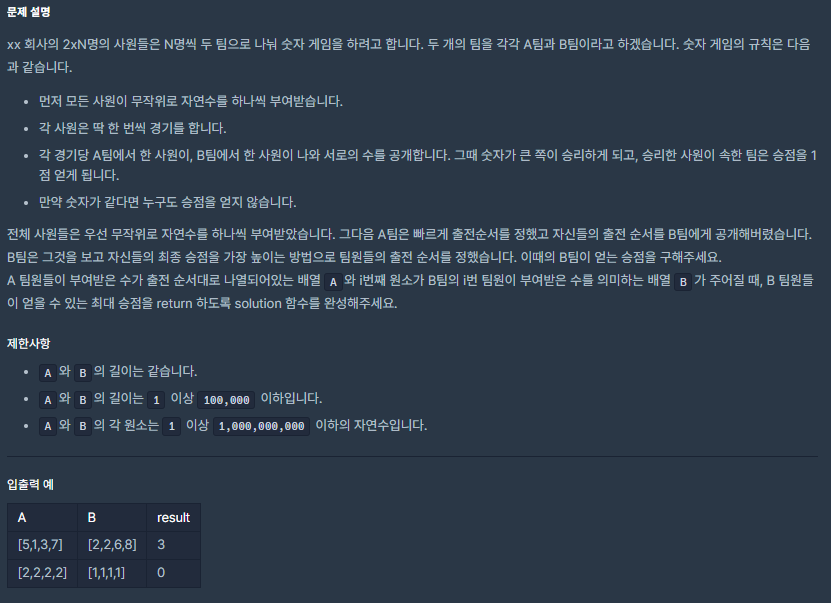 문제 설명
xx 회사의 2xN명의 사원들은 N명씩 두 팀으로 나눠 숫자 게임을 하려고 합니다. 두 개의 팀을 각각 A팀과 B팀이라고 하겠습니다. 숫자 게임의 규칙은 다음
과 같습니다.
• 먼저 모든 사원이 무작위로 자연수를 하나씩 부여받습니다.
• 각 사원은 딱 한 번씩 경기를 합니다.
• 각 경기당 A팀에서 한 사원이, B팀에서 한 사원이 나와 서로의 수를 공개합니다. 그때 숫자가 큰 쪽이 승리하게 되고, 승리한 사원이 속한 팀은 승점을 1
점 얻게 됩니다.
• 만약 숫자가 같다면 누구도 승점을 얻지 않습니다.
전체 사원들은 우선 무작위로 자연수를 하나씩 부여받았습니다. 그다음 A팀은 빠르게 출전순서를 정했고 자신들의 출전 순서를 B팀에게 공개해버렸습니다.
B팀은 그것을 보고 자신들의 최종 승점을 가장 높이는 방법으로 팀원들의 출전 순서를 정했습니다. 이때의 B팀이 얻는 승점을 구해주세요.
A 팀원들이 부여받은 수가 출전 순서대로 나열되어있는 배열 A 와 i번째 원소가 B팀의 i번 팀원이 부여받은 수를 의미하는 배열 B 가 주어질 때, B 팀원들
이 얻을 수 있는 최대 승점을 return 하도록 solution 함수를 완성해주세요.
제한사항
• A 와 B 의 길이는 같습니다.
• A 와 B 의 길이는 1 이상 100,000 이하입니다.
• A 와 B 의 각 원소는 1 이상 1,000,000,000 이하의 자연수입니다.
입출력 예
A B result
[5,1,3,7] [2,2,6,8] 3
[2,2,2,2] [1,1,1,1] 0